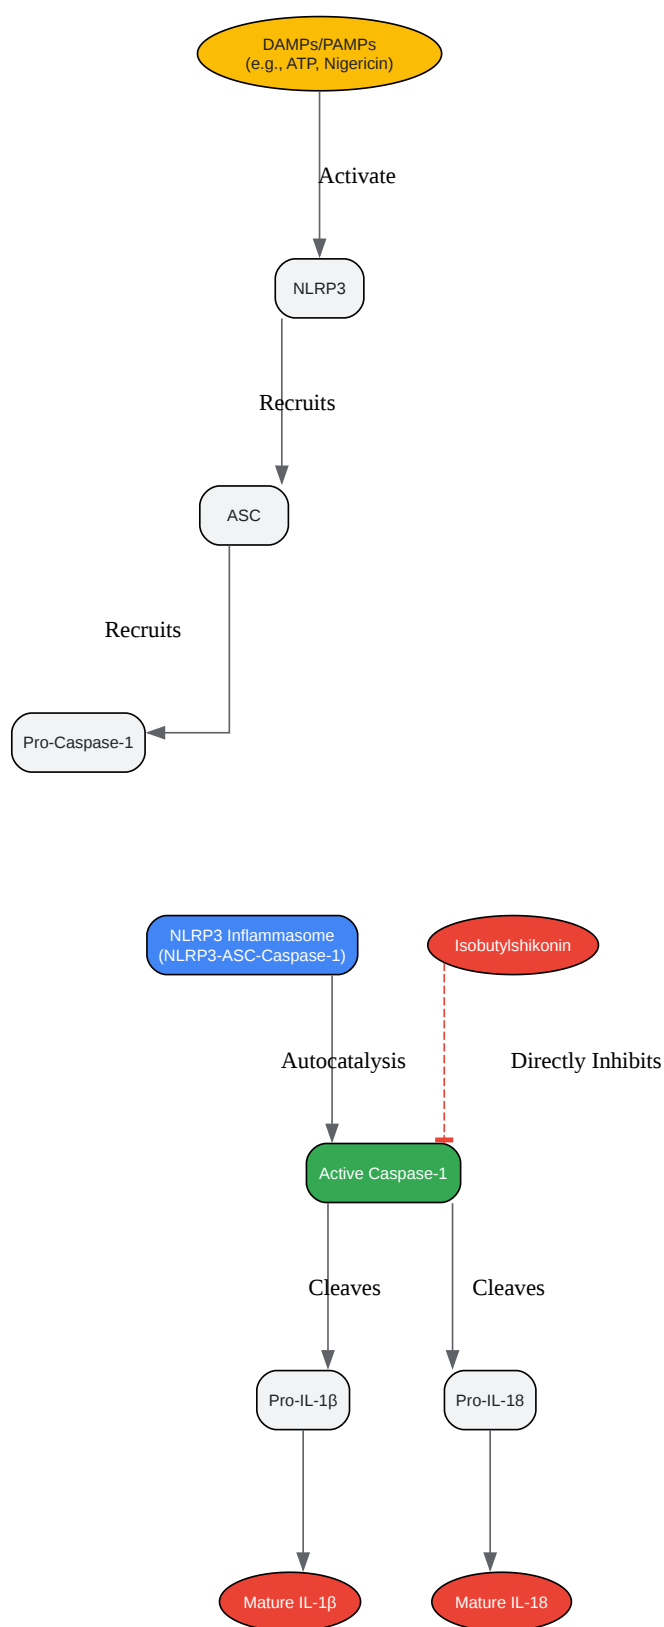 DAMPs/PAMPs
(e.g., ATP, Nigericin)
Activate
NLRP3
Recruits
ASC
Recruits
Pro-Caspase-1
NLRP3 Inflammasome
(NLRP3-ASC-Caspase-1)
Isobutylshikonin
Autocatalysis
Directly Inhibits
Active Caspase-1
Cleaves
Cleaves
Pro-IL-1β
Pro-IL-18
Mature IL-1β
Mature IL-18